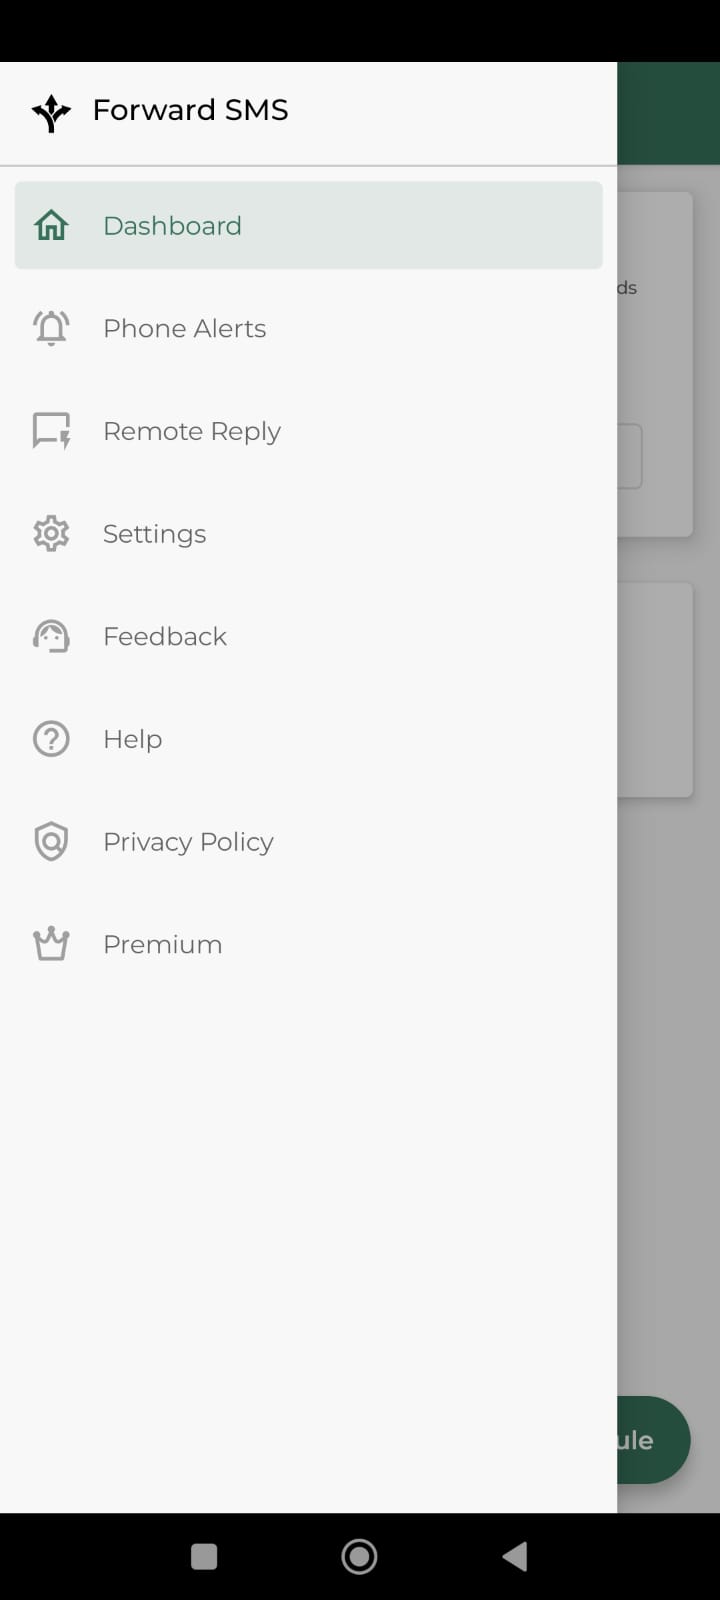 Forward SMS
Dashboard
ds
Phone Alerts
Remote Reply
Settings
Feedback
Help
Privacy Policy
Premium
ule